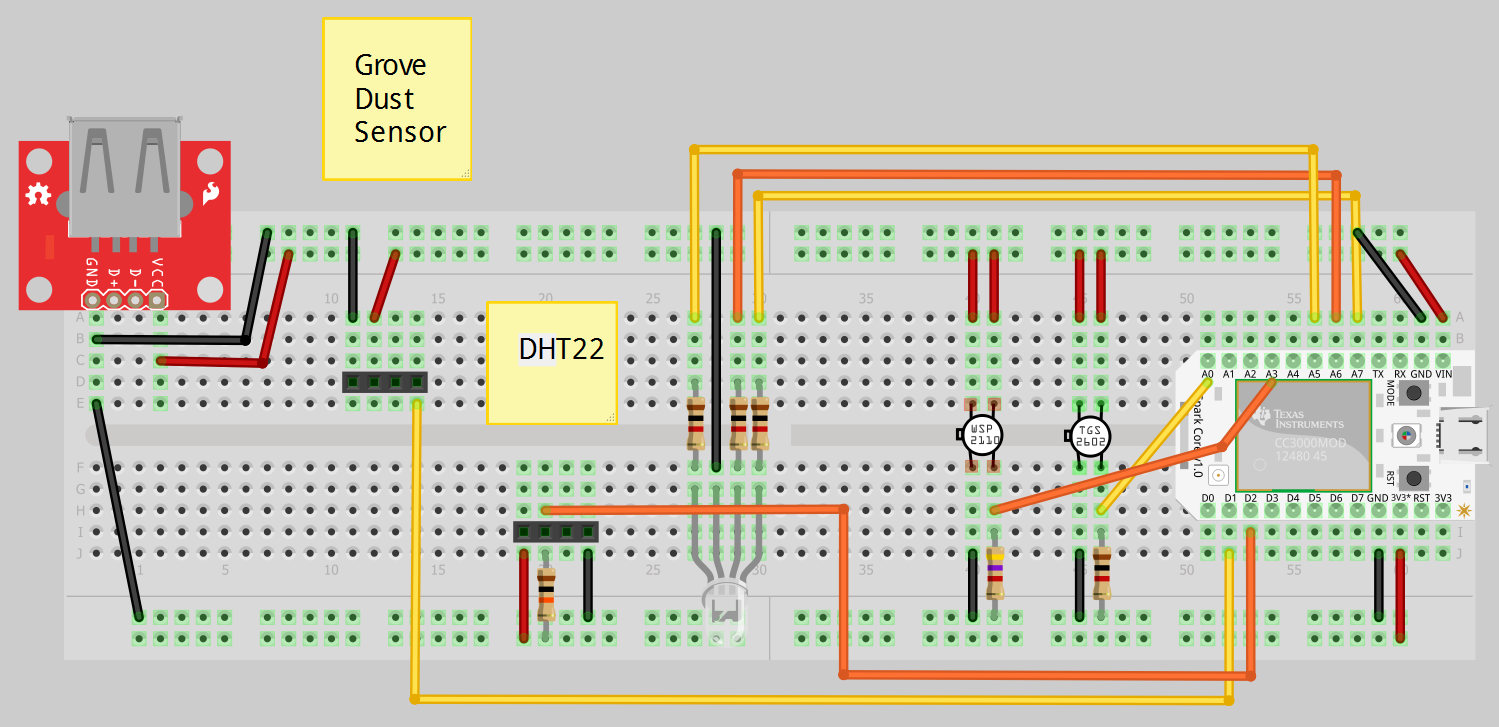 Grove
Dust
Sensor
GND
D+
D-
VCC
10 15 20 25 30 35 40 45 50 55 60
A A
B B
C
D
E
DHT22
A0 A1 A2 A3 A4 A5 A6 A7 TX RX GND VIN
MODE
TEXAS
INSTRUMENTS
CC3000MOD
12480 45
WSP
2110
TGS
2602
park Core v1.0
RST
D0 D1 D2 D3 D4 D5 D6 D7 GND 3V3* RST 3V3
F
G
H
I I
J J
1 5 10 15 20 25 30 35 40 45 50 55 60